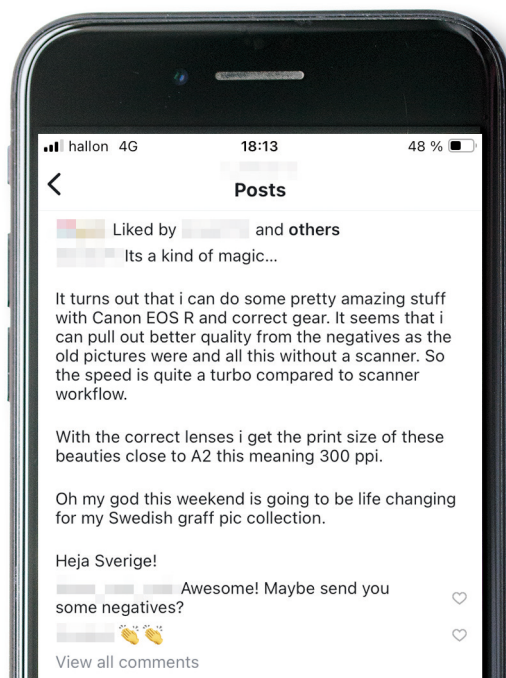 hallon 4G 18:13 48 %
Posts
Liked by and others
Its a kind of magic...
It turns out that i can do some pretty amazing stuff
with Canon EOS R and correct gear. It seems that i
can pull out better quality from the negatives as the
old pictures were and all this without a scanner. So
the speed is quite a turbo compared to scanner
workflow.
With the correct lenses i get the print size of these
beauties close to A2 this meaning 300 ppi.
Oh my god this weekend is going to be life changing
for my Swedish graff pic collection.
Heja Sverige!
Awesome! Maybe send you
some negatives?
👏👏
View all comments